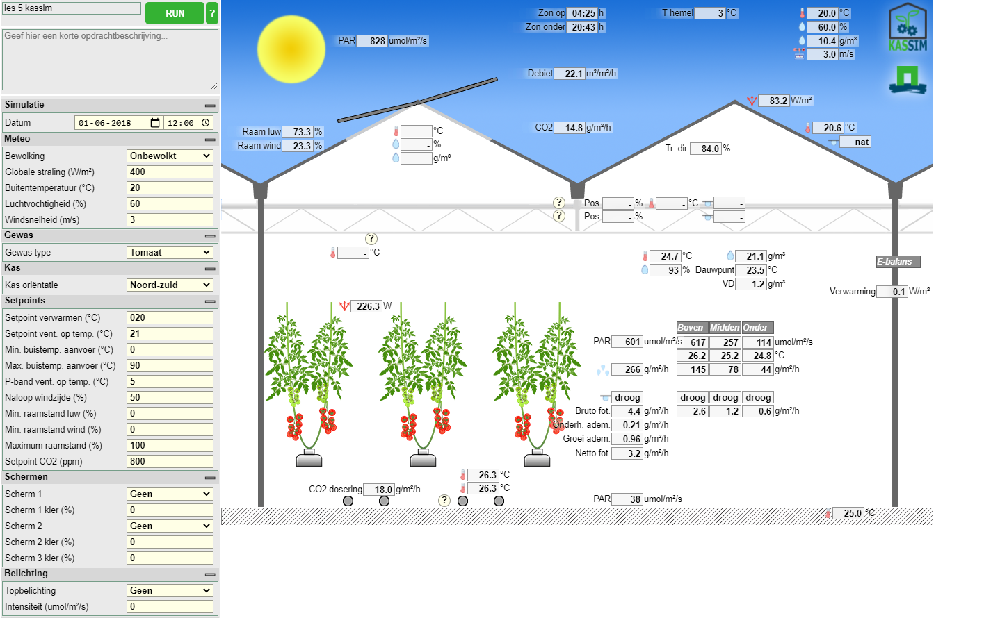 les 5 kassim
RUN
?
Geef hier een korte opdrachtbeschrijving...
Simulatie
Datum 01-06-2018 12:00
Meteo
Bewolking Onbewolkt
Globale straling (W/m²) 400
Buitentemperatuur (°C) 20
Luchtvochtigheid (%) 60
Windsnelheid (m/s) 3
Gewas
Gewas type Tomaat
Kas
Kas oriëntatie Noord-zuid
Setpoints
Setpoint verwarmen (°C) 020
Setpoint vent. op temp. (°C) 21
Min. buistemp. aanvoer (°C) 0
Max. buistemp. aanvoer (°C) 90
P-band vent. op temp. (°C) 5
Naloop windzijde (%) 50
Min. raamstand luw (%) 0
Min. raamstand wind (%) 0
Maximum raamstand (%) 100
Setpoint CO2 (ppm) 800
Schermen
Scherm 1 Geen
Scherm 1 kier (%) 0
Scherm 2 Geen
Scherm 2 kier (%) 0
Scherm 3 kier (%) 0
Belichting
Topbelichting Geen
Intensiteit (umol/m²/s) 0
Zon op 04:25 h
Zon onder 20:43 h
T hemel 3 °C
20.0 °C
60.0 %
10.4 g/m³
3.0 m/s
KASSIM
PAR 828 umol/m²/s
Debiet 22.1 m³/m²/h
83.2 W/m²
CO2 14.8 g/m²/h
20.6 °C
nat
Raam luw 73.3 %
Raam wind 23.3 %
- °C
- %
- g/m³
Tr. dir. 84.0 %
? Pos. - % - °C -
? Pos. - % -
?
- °C
24.7 °C 21.1 g/m³
93 % Dauwpunt 23.5 °C
VD 1.2 g/m³
E-balans
Verwarming 0.1 W/m²
226.3 W
Boven Midden Onder
PAR 601 umol/m²/s 617 257 114 umol/m²/s
26.2 25.2 24.8 °C
266 g/m²/h 145 78 44 g/m²/h
droog droog droog droog
Bruto fot. 4.4 g/m²/h 2.6 1.2 0.6 g/m²/h
Onderh. adem. 0.21 g/m²/h
Groei adem. 0.96 g/m²/h
Netto fot. 3.2 g/m²/h
26.3 °C
CO2 dosering 18.0 g/m²/h 26.3 °C
?
PAR 38 umol/m²/s
25.0 °C